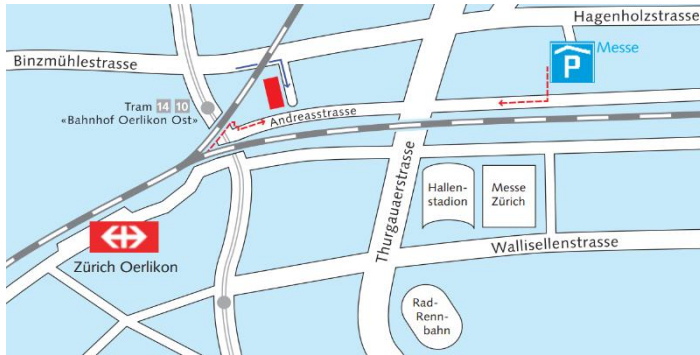 Hagenholzstrasse
Binzmühlestrasse
P
Messe
Tram 14 10
«Bahnhof Oerlikon Ost»
Andreasstrasse
Thurgauerstrasse
Hallen-
stadion
Messe
Zürich
Zürich Oerlikon
Wallisellenstrasse
Rad-
Renn-
bahn